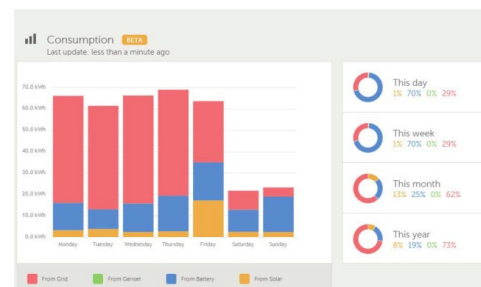 Consumption BETA
Last update: less than a minute ago
70.0 kWh
60.0 kWh
50.0 kWh
40.0 kWh
30.0 kWh
20.0 kWh
10.0 kWh
0.0 kWh
Monday Tuesday Wednesday Thursday Friday Saturday Sunday
From Grid From Genset From Battery From Solar
This day
1% 70% 0% 29%
This week
1% 70% 0% 29%
This month
13% 25% 0% 62%
This year
8% 19% 0% 73%